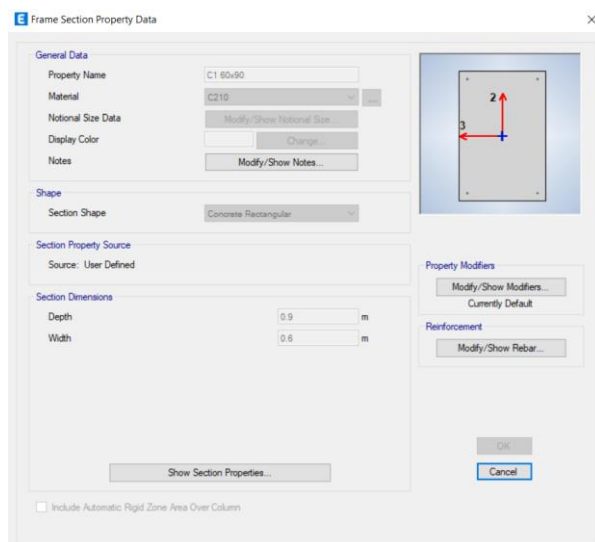 E Frame Section Property Data
General Data
Property Name C1 60x90
Material C210 ...
Notional Size Data Modify/Show Notional Size...
Display Color Change...
Notes Modify/Show Notes...
Shape
Section Shape Concrete Rectangular
Section Property Source
Source: User Defined
Section Dimensions
Depth 0.9 m
Width 0.6 m
Show Section Properties...
Include Automatic Rigid Zone Area Over Column
2
3
Property Modifiers
Modify/Show Modifiers...
Currently Default
Reinforcement
Modify/Show Rebar...
OK
Cancel